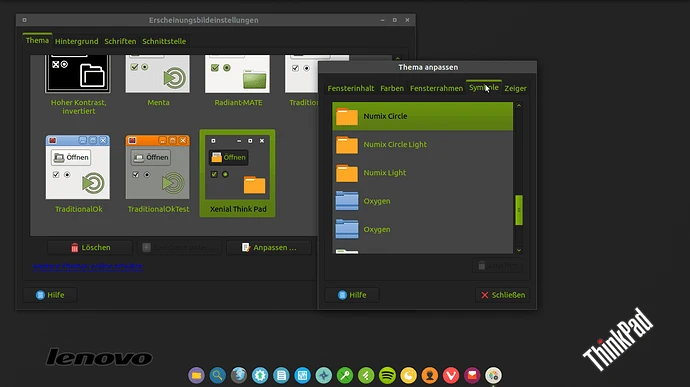 Erscheinungsbildeinstellungen
Thema Hintergrund Schriften Schnittstelle
Hoher Kontrast,
invertiert
Menta
Radiant-MATE
Öffnen
TraditionalOk
Öffnen
TraditionalOkTest
Öffnen
Xenial Think Pad
Löschen
Anpassen ...
Hilfe
Thema anpassen
Fensterinhalt Farben Fensterrahmen Symbole Zeiger
Numix Circle
Numix Circle Light
Numix Light
Oxygen
Oxygen
Hilfe
Schließen
lenovo
ThinkPad